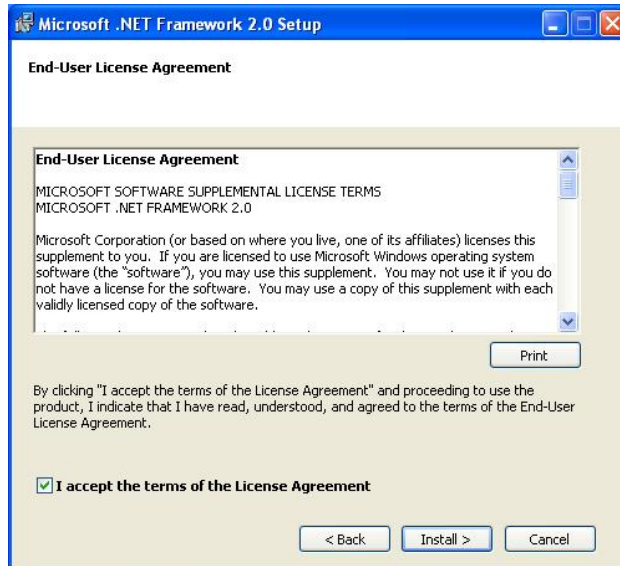 Microsoft .NET Framework 2.0 Setup
End-User License Agreement
End-User License Agreement
MICROSOFT SOFTWARE SUPPLEMENTAL LICENSE TERMS
MICROSOFT .NET FRAMEWORK 2.0
Microsoft Corporation (or based on where you live, one of its affiliates) licenses this
supplement to you.  If you are licensed to use Microsoft Windows operating system
software (the “software”), you may use this supplement.  You may not use it if you do
not have a license for the software.  You may use a copy of this supplement with each
validly licensed copy of the software.
Print
By clicking "I accept the terms of the License Agreement" and proceeding to use the
product, I indicate that I have read, understood, and agreed to the terms of the End-User
License Agreement.
I accept the terms of the License Agreement
< Back Install > Cancel